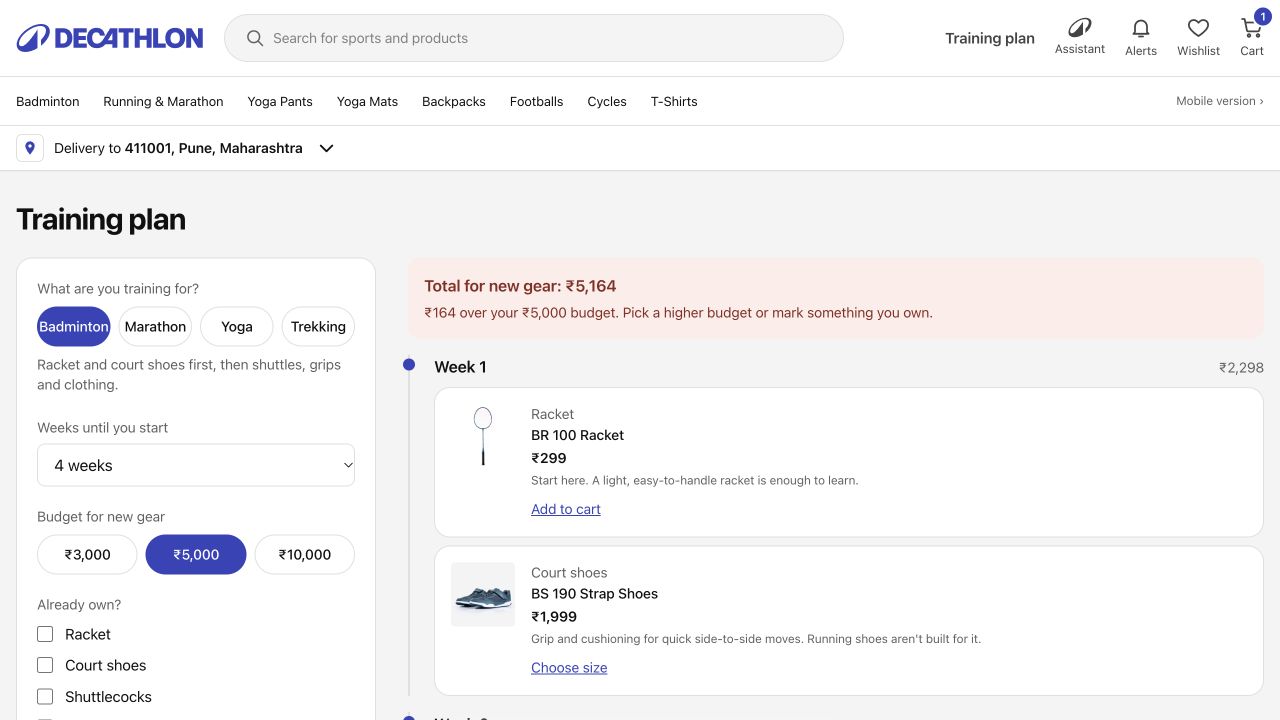 DECATHLON
Search for sports and products
Training plan
Assistant
Alerts
Wishlist
1
Cart
Badminton
Running & Marathon
Yoga Pants
Yoga Mats
Backpacks
Footballs
Cycles
T-Shirts
Mobile version ›
Delivery to 411001, Pune, Maharashtra
Training plan
What are you training for?
Badminton
Marathon
Yoga
Trekking
Racket and court shoes first, then shuttles, grips
and clothing.
Weeks until you start
4 weeks
Budget for new gear
₹3,000
₹5,000
₹10,000
Already own?
Racket
Court shoes
Shuttlecocks
Total for new gear: ₹5,164
₹164 over your ₹5,000 budget. Pick a higher budget or mark something you own.
Week 1
₹2,298
Racket
BR 100 Racket
₹299
Start here. A light, easy-to-handle racket is enough to learn.
Add to cart
Court shoes
BS 190 Strap Shoes
₹1,999
Grip and cushioning for quick side-to-side moves. Running shoes aren't built for it.
Choose size